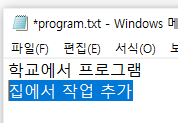 *program.txt - Windows 메
파일(F) 편집(E) 서식(O) 보
학교에서 프로그램
집에서 작업 추가